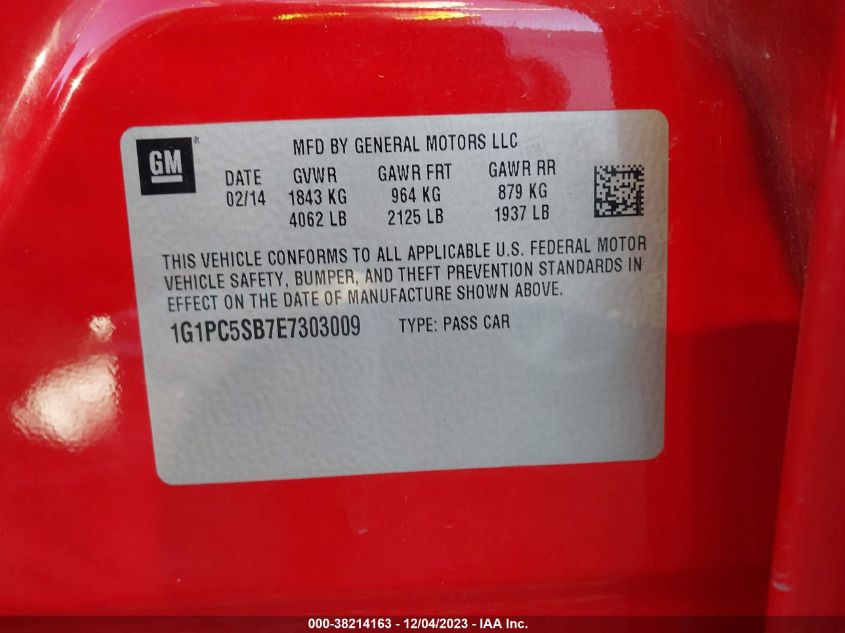 GM ®
MFD BY GENERAL MOTORS LLC
DATE GVWR GAWR FRT GAWR RR
02/14 1843 KG 964 KG 879 KG
4062 LB 2125 LB 1937 LB
THIS VEHICLE CONFORMS TO ALL APPLICABLE U.S. FEDERAL MOTOR
VEHICLE SAFETY, BUMPER, AND THEFT PREVENTION STANDARDS IN
EFFECT ON THE DATE OF MANUFACTURE SHOWN ABOVE.
1G1PC5SB7E7303009 TYPE: PASS CAR
000-38214163 - 12/04/2023 - IAA Inc.